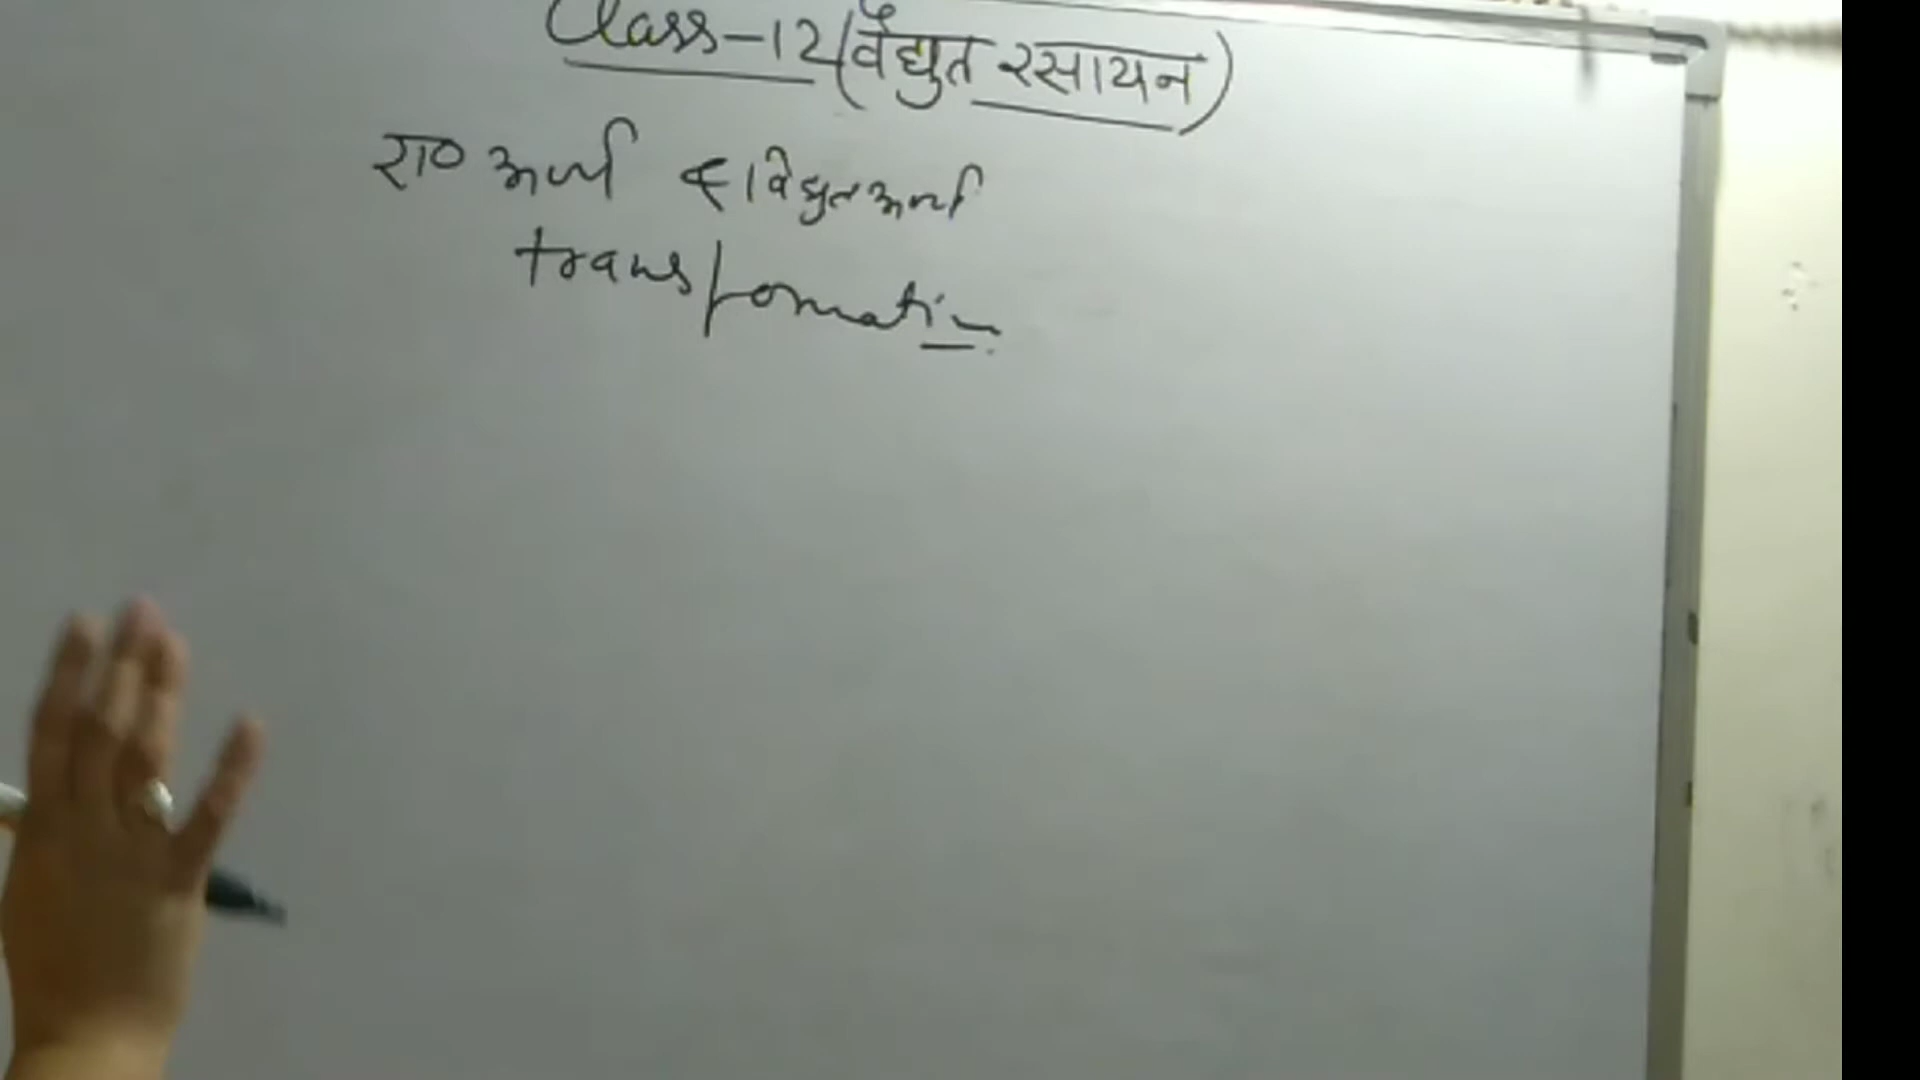 Class-12 (वैद्युत रसायन)
रा० ऊर्जा विद्युत ऊर्जा
transformation